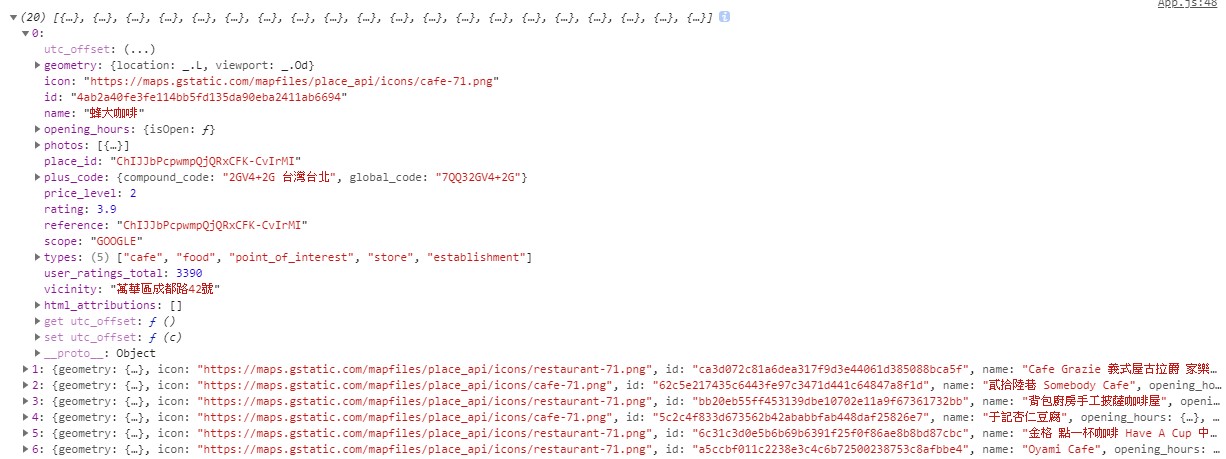 App.js:48
(20) [{…}, {…}, {…}, {…}, {…}, {…}, {…}, {…}, {…}, {…}, {…}, {…}, {…}, {…}, {…}, {…}, {…}, {…}, {…}, {…}] i
0:
utc_offset: (...)
geometry: {location: _.L, viewport: _.Od}
icon: "https://maps.gstatic.com/mapfiles/place_api/icons/cafe-71.png"
id: "4ab2a40fe3fe114bb5fd135da90eba2411ab6694"
name: "蜂大咖啡"
opening_hours: {isOpen: ƒ}
photos: [{…}]
place_id: "ChIJJbPcpwmpQjQRxCFK-CvIrMI"
plus_code: {compound_code: "2GV4+2G 台灣台北", global_code: "7QQ32GV4+2G"}
price_level: 2
rating: 3.9
reference: "ChIJJbPcpwmpQjQRxCFK-CvIrMI"
scope: "GOOGLE"
types: (5) ["cafe", "food", "point_of_interest", "store", "establishment"]
user_ratings_total: 3390
vicinity: "萬華區成都路42號"
html_attributions: []
get utc_offset: ƒ ()
set utc_offset: ƒ (c)
__proto__: Object
1: {geometry: {…}, icon: "https://maps.gstatic.com/mapfiles/place_api/icons/restaurant-71.png", id: "ca3d072c81a6dea317f9d3e44061d385088bca5f", name: "Cafe Grazie 義式屋古拉爵 家樂…
2: {geometry: {…}, icon: "https://maps.gstatic.com/mapfiles/place_api/icons/cafe-71.png", id: "62c5e217435c6443fe97c3471d441c64847a8f1d", name: "貳拾陸巷 Somebody Cafe", opening_ho…
3: {geometry: {…}, icon: "https://maps.gstatic.com/mapfiles/place_api/icons/restaurant-71.png", id: "bb20eb55ff453139dbe10702e11a9f67361732bb", name: "背包廚房手工披薩咖啡屋", openi…
4: {geometry: {…}, icon: "https://maps.gstatic.com/mapfiles/place_api/icons/cafe-71.png", id: "5c2c4f833d673562b42ababbfab448daf25826e7", name: "于記杏仁豆腐", opening_hours: {…}, …
5: {geometry: {…}, icon: "https://maps.gstatic.com/mapfiles/place_api/icons/restaurant-71.png", id: "6c31c3d0e5b6b69b6391f25f0f86ae8b8bd87cbc", name: "金格 點一杯咖啡 Have A Cup 中…
6: {geometry: {…}, icon: "https://maps.gstatic.com/mapfiles/place_api/icons/restaurant-71.png", id: "a5ccbf011c2238e3c4c6b72500238753c8afbbe4", name: "Oyami Cafe", opening_hours: …